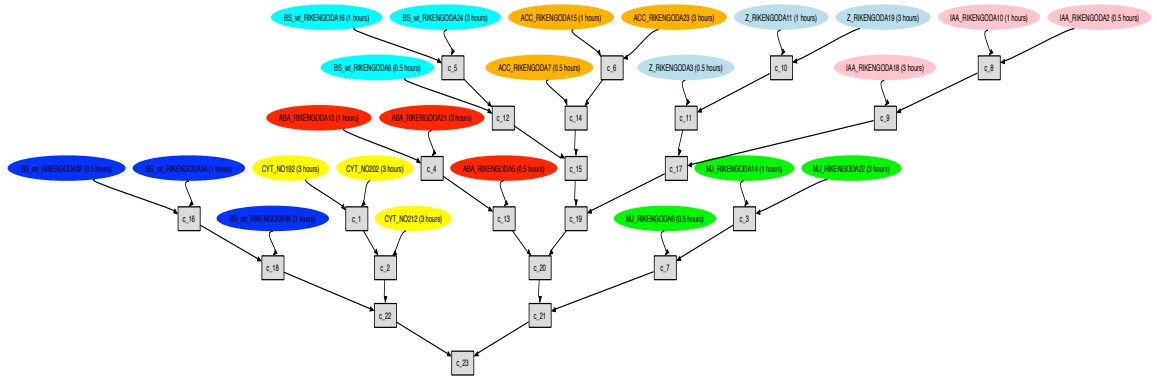 BS_wt_RIKENGODA16 (1 hours)
BS_wt_RIKENGODA24 (3 hours)
ACC_RIKENGODA15 (1 hours)
ACC_RIKENGODA23 (3 hours)
Z_RIKENGODA11 (1 hours)
Z_RIKENGODA19 (3 hours)
IAA_RIKENGODA10 (1 hours)
IAA_RIKENGODA2 (0.5 hours)
BS_wt_RIKENGODA8 (0.5 hours)
c_5
ACC_RIKENGODA7 (0.5 hours)
c_6
Z_RIKENGODA3 (0.5 hours)
c_10
IAA_RIKENGODA18 (3 hours)
c_8
ABA_RIKENGODA13 (1 hours)
ABA_RIKENGODA21 (3 hours)
c_12
c_14
c_11
c_9
BS_mt_RIKENGODA32 (0.5 hours)
BS_mt_RIKENGODA34 (1 hours)
CYT_NO192 (3 hours)
CYT_NO202 (3 hours)
c_4
ABA_RIKENGODA5 (0.5 hours)
c_15
c_17
MJ_RIKENGODA14 (1 hours)
MJ_RIKENGODA22 (3 hours)
c_16
BS_mt_RIKENGODA36 (3 hours)
c_1
CYT_NO212 (3 hours)
c_13
c_19
MJ_RIKENGODA6 (0.5 hours)
c_3
c_18
c_2
c_20
c_7
c_22
c_21
c_23